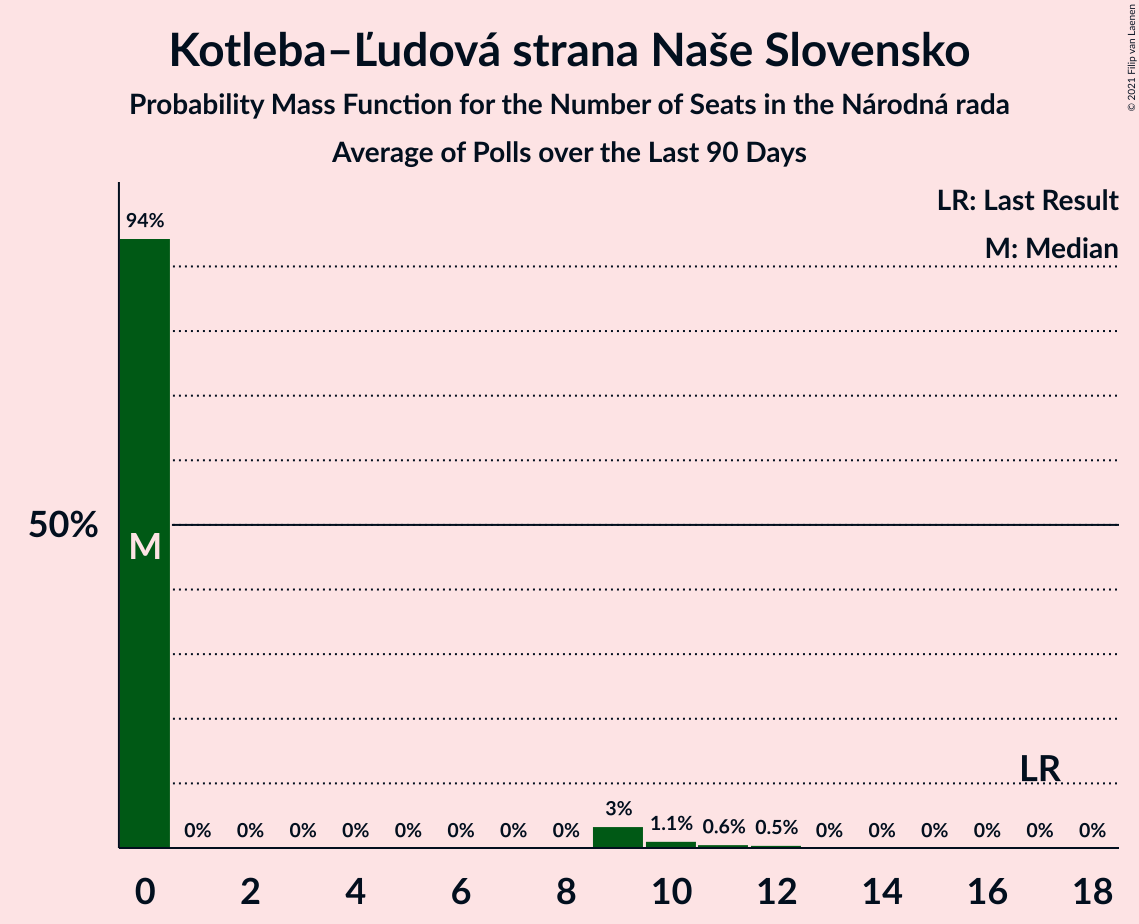 Kotleba–Ľudová strana Naše Slovensko
Probability Mass Function for the Number of Seats in the Národná rada
Average of Polls over the Last 90 Days
© 2021 Filip van Laenen
LR: Last Result
M: Median
94%
50%
M
LR
0% 0% 0% 0% 0% 0% 0% 0% 3% 1.1% 0.6% 0.5% 0% 0% 0% 0% 0% 0%
0 2 4 6 8 10 12 14 16 18